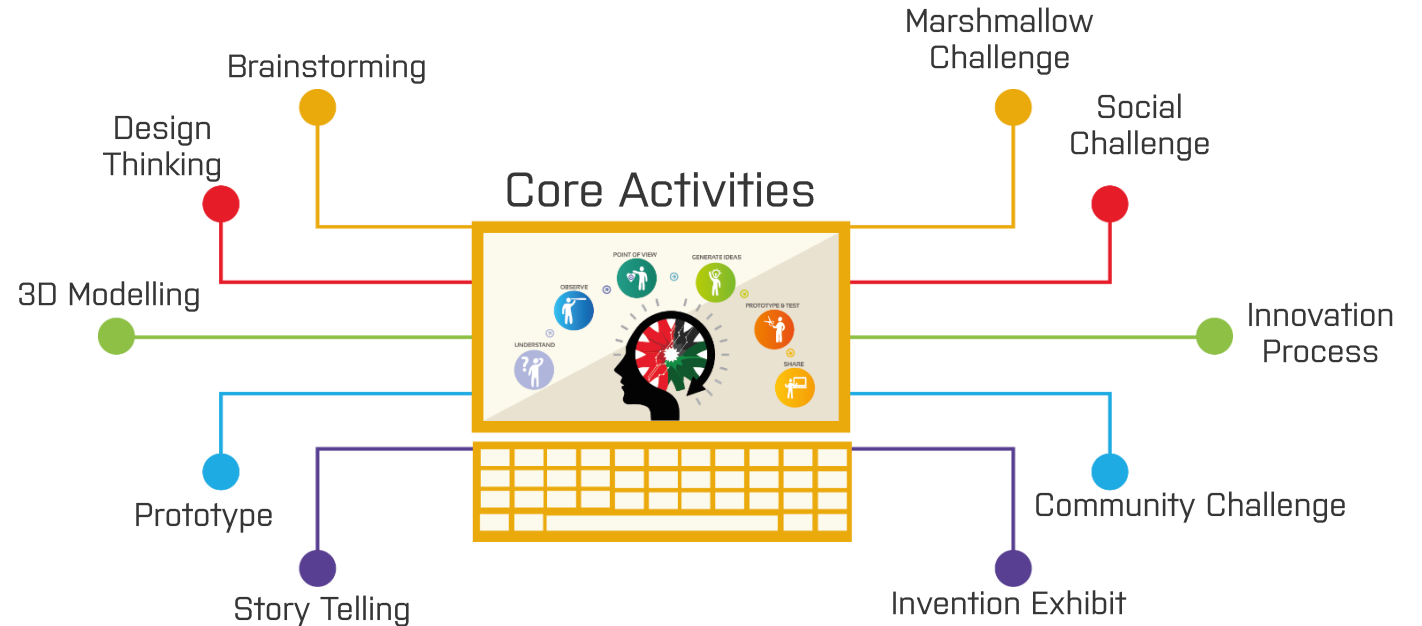 Marshmallow
Challenge
Brainstorming
Social
Challenge
Design
Thinking
Core Activities
POINT OF VIEW
GENERATE IDEAS
OBSERVE
PROTOTYPE & TEST
UNDERSTAND
SHARE
3D Modelling
Innovation
Process
Prototype
Community Challenge
Story Telling
Invention Exhibit